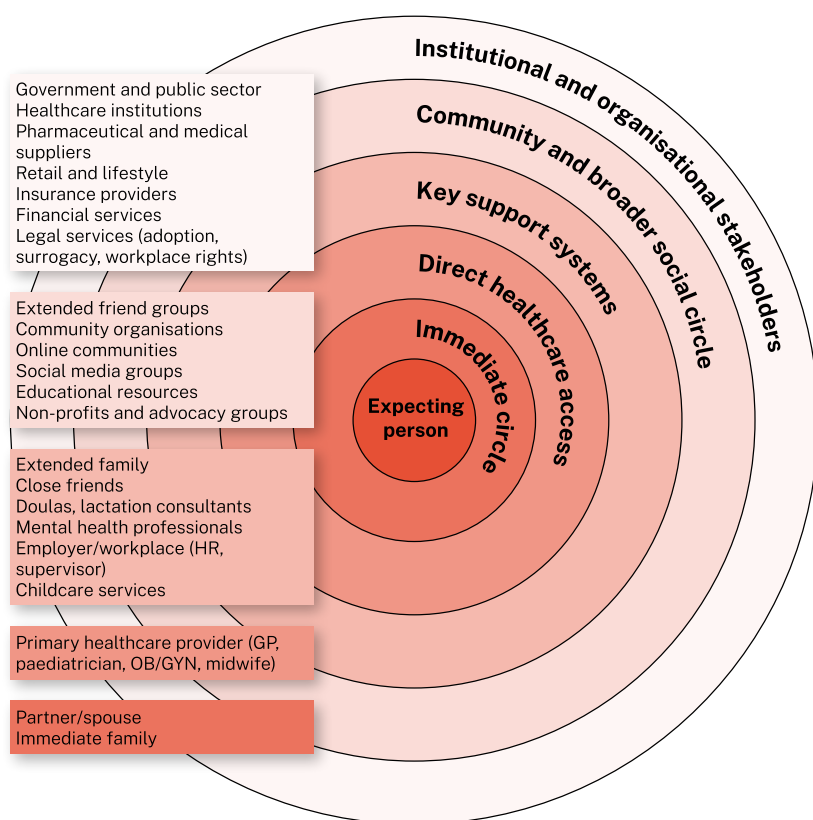 Institutional and organisational stakeholders
Community and broader social circle
Key support systems
Direct healthcare access
Immediate circle
Expecting
person
Government and public sector
Healthcare institutions
Pharmaceutical and medical
suppliers
Retail and lifestyle
Insurance providers
Financial services
Legal services (adoption,
surrogacy, workplace rights)
Extended friend groups
Community organisations
Online communities
Social media groups
Educational resources
Non-profits and advocacy groups
Extended family
Close friends
Doulas, lactation consultants
Mental health professionals
Employer/workplace (HR,
supervisor)
Childcare services
Primary healthcare provider (GP,
paediatrician, OB/GYN, midwife)
Partner/spouse
Immediate family